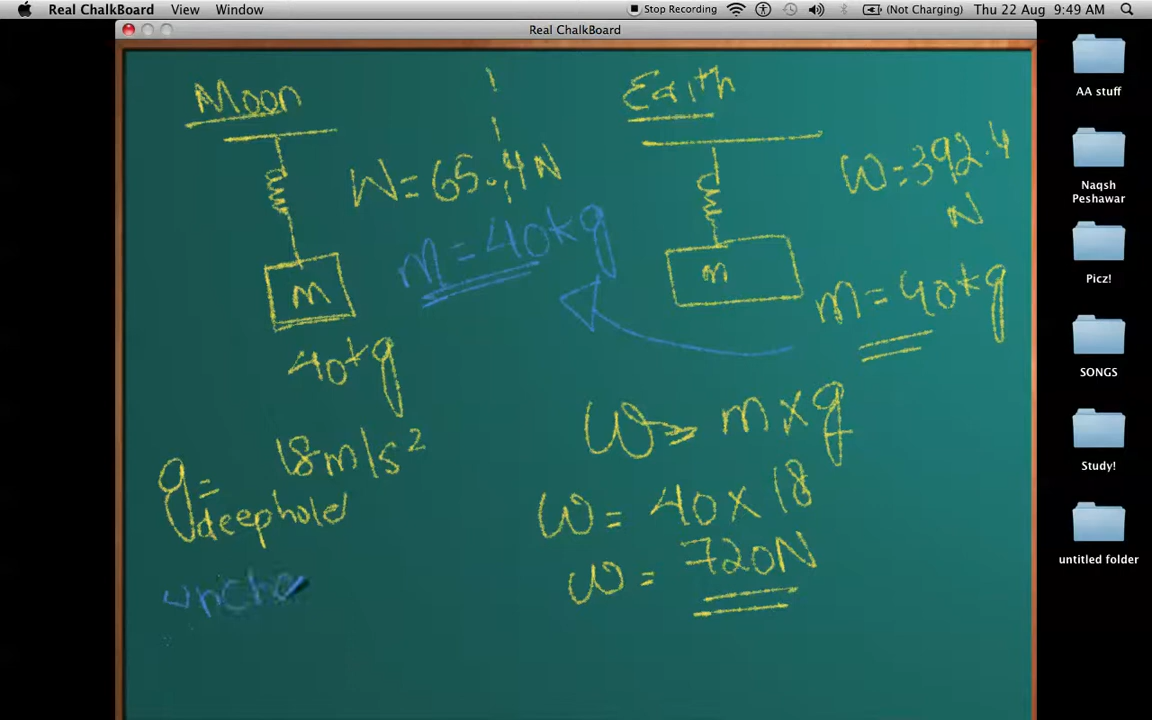 Real ChalkBoard View Window
Stop Recording (Not Charging) Thu 22 Aug 9:49 AM
Real ChalkBoard
Moon
W=65.4N
m=40kg
m
40kg
Earth
W=392.4
N
m
m=40kg
g= 18m/s²
deephole
W= m×g
W= 40×18
W= 720N
AA stuff
Naqsh
Peshawar
Picz!
SONGS
Study!
untitled folder